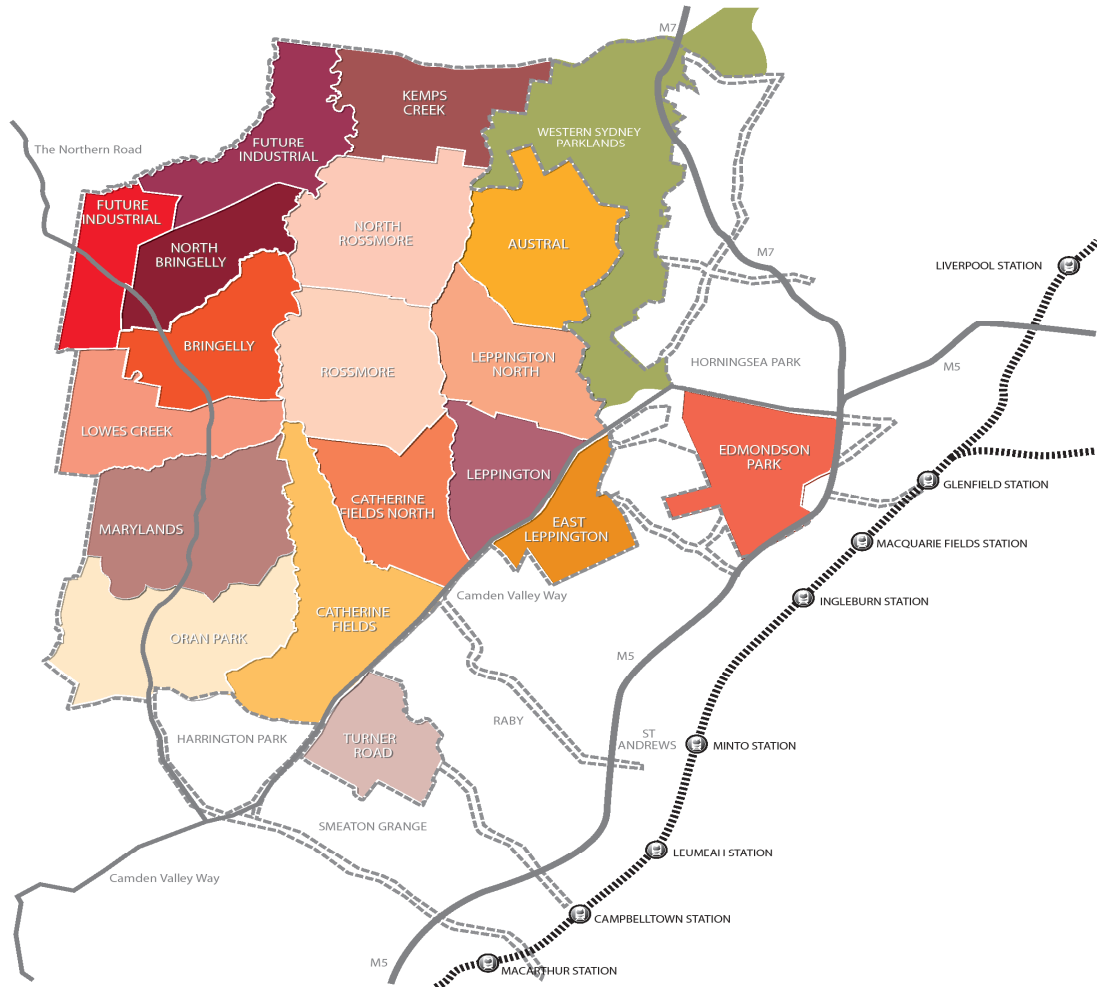 M7
KEMPS
CREEK
WESTERN SYDNEY
PARKLANDS
The Northern Road
FUTURE
INDUSTRIAL
FUTURE
INDUSTRIAL
NORTH
ROSSMORE
AUSTRAL
NORTH
BRINGELLY
M7
LIVERPOOL STATION
BRINGELLY
ROSSMORE
LEPPINGTON
NORTH
HORNINGSEA PARK
M5
LOWES CREEK
EDMONDSON
PARK
LEPPINGTON
GLENFIELD STATION
CATHERINE
FIELDS NORTH
MARYLANDS
EAST
LEPPINGTON
MACQUARIE FIELDS STATION
Camden Valley Way
INGLEBURN STATION
CATHERINE
FIELDS
ORAN PARK
M5
RABY
HARRINGTON PARK
TURNER
ROAD
ST
ANDREWS
MINTO STATION
SMEATON GRANGE
LEUMEAH STATION
Camden Valley Way
CAMPBELLTOWN STATION
M5
MACARTHUR STATION